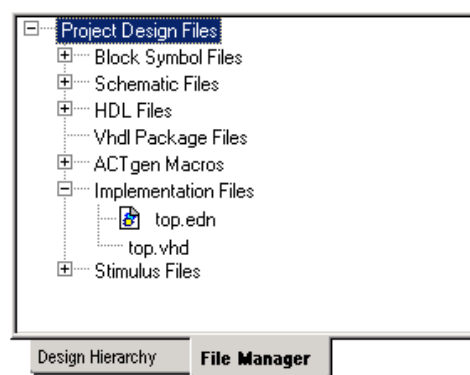 Project Design Files
Block Symbol Files
Schematic Files
HDL Files
Vhdl Package Files
ACTgen Macros
Implementation Files
top.edn
top.vhd
Stimulus Files
Design Hierarchy
File Manager